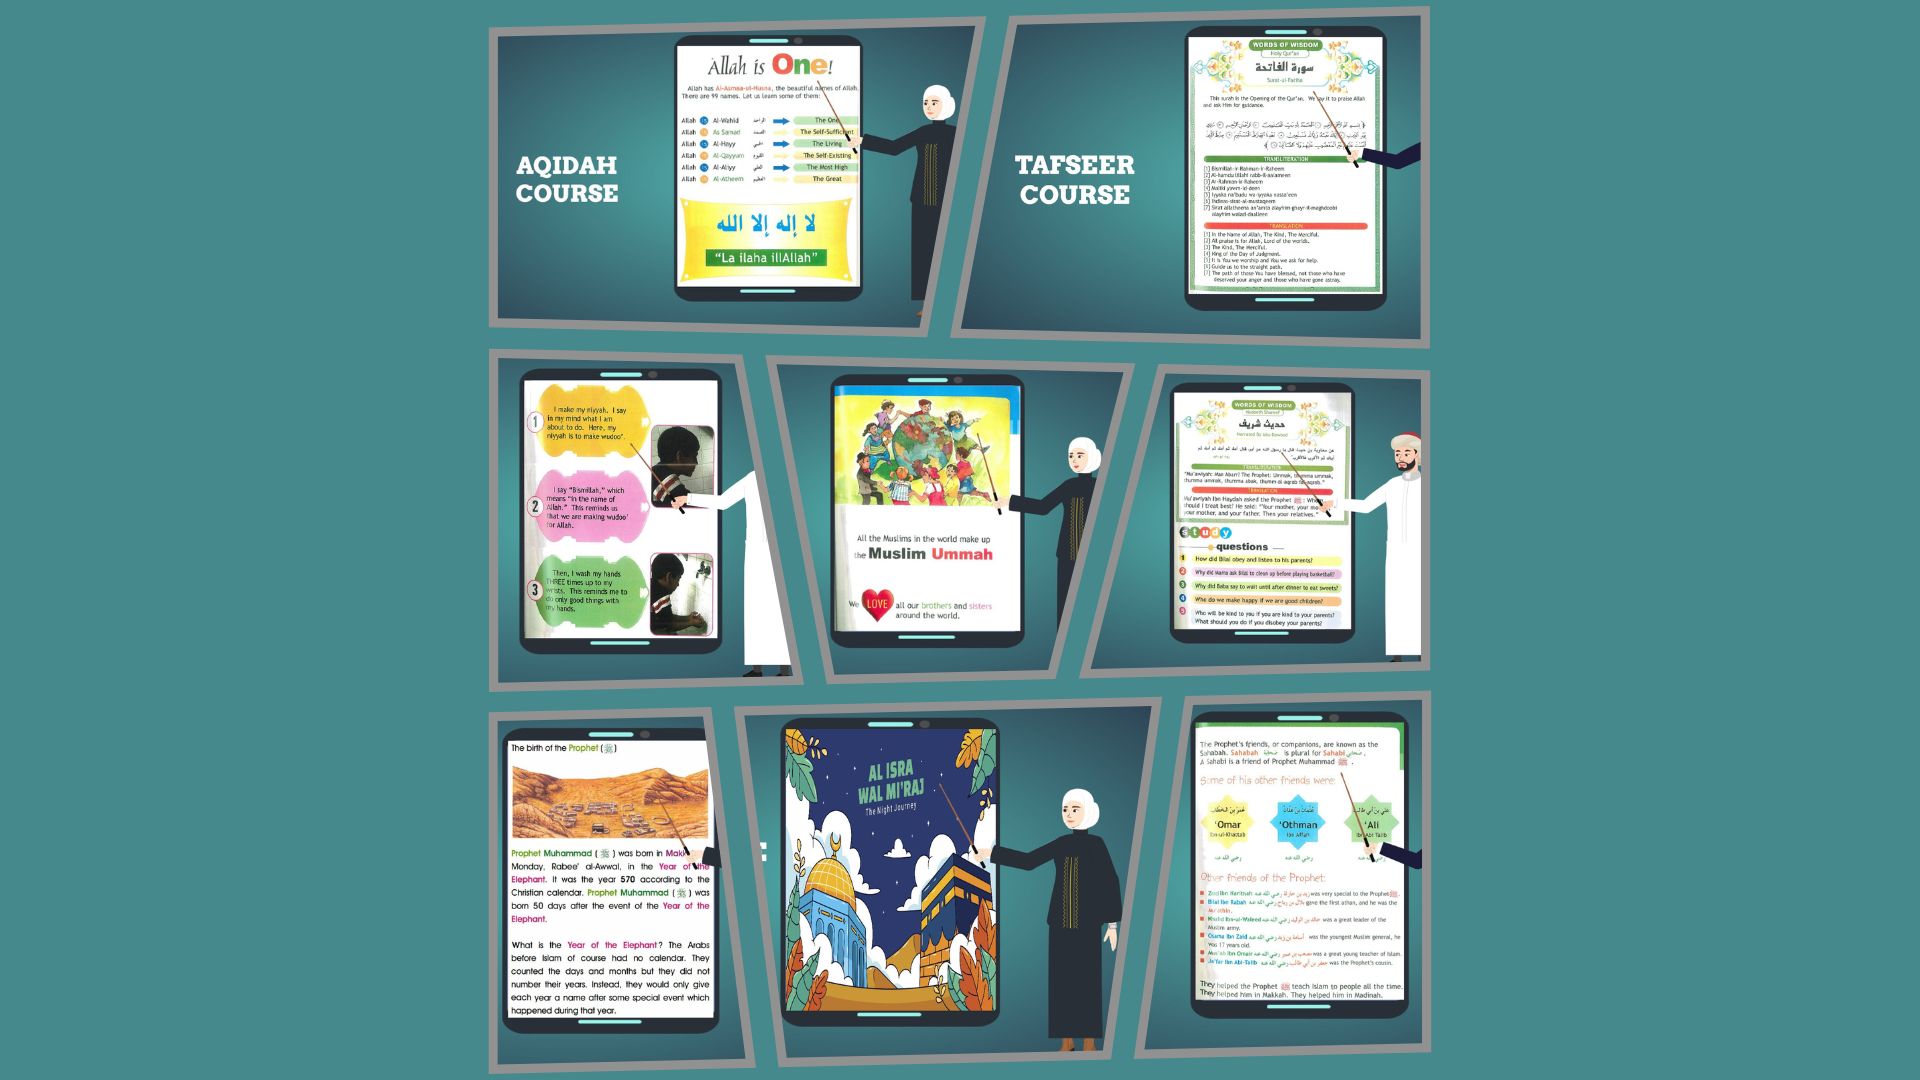 AQIDAH
COURSE
Allah is One!
Allah has Al-Asmaa-ul-Husna, the beautiful names of Allah.
There are 99 names. Let us learn some of them:
Allah is Al-Wahid الواحد The One
Allah is As Samad الصمد The Self-Sufficient
Allah is Al-Hayy الحي The Living
Allah is Al-Qayyum القيوم The Self-Existing
Allah is Al-Aliyy العلي The Most High
Allah is Al-Atheem العظيم The Great
لا إله إلا الله
“La ilaha illAllah”
TAFSEER
COURSE
WORDS OF WISDOM
Holy Qur'an
سورة الفاتحة
Surat-ul-Fatiha
This surah is the Opening of the Qur'an. We say it to praise Allah
and ask Him for guidance.
TRANSLITERATION
[1] Bismillah-ir-Rahman-ir-Raheem
[2] Al-hamdu lillahi rabb-il-aalameen
[3] Ar-Rahman-ir-Raheem
[4] Maliki yawm-id-deen
[5] Iyyaka na'budu wa-iyyaka nasta'een
[6] Ihdinas-sirat-al-mustaqeem
TRANSLATION
[1] In the Name of Allah, The Kind, The Merciful.
[2] All praise is for Allah, Lord of the worlds.
[3] The Kind, The Merciful.
[4] King of the Day of Judgment.
[5] It is You we worship and You we ask for help.
[6] Guide us to the straight path.
[7] The path of those You have blessed, not those who have
deserved your anger and those who have gone astray.
1
I make my niyyah. I say
in my mind what I am
about to do. Here, my
niyyah is to make wudoo'.
2
I say “Bismillah,” which
means “in the name of
Allah.” This reminds us
that we are making wudoo'
for Allah.
3
Then, I wash my hands
THREE times up to my
wrists. This reminds me to
do only good things with
my hands.
All the Muslims in the world make up
the Muslim Ummah
We LOVE all our brothers and sisters
around the world.
WORDS OF WISDOM
Hadeeth Shareef
حديث شريف
Narrated By Abu Dawood
TRANSLITERATION
TRANSLATION
Mu'awiyah Ibn Haydah asked the Prophet ﷺ :
should I treat best? He said: “Your mother, your
your mother, and your father. Then your relatives.”
study
questions
1 How did Bilal obey and listen to his parents?
2 Why did Mama ask Bilal to clean up before playing basketball?
3 Why did Baba say to wait until after dinner to eat sweets?
4 Who do we make happy if we are good children?
5 Who will be kind to you if you are kind to your parents?
What should you do if you disobey your parents?
The birth of the Prophet (ﷺ)
Prophet Muhammad (ﷺ) was born in
Monday, Rabee' al-Awwal, in the Year of the
Elephant. It was the year 570 according to the
Christian calendar. Prophet Muhammad (ﷺ) was
born 50 days after the event of the Year of the
Elephant.
What is the Year of the Elephant? The Arabs
before Islam of course had no calendar. They
counted the days and months but they did not
number their years. Instead, they would only give
each year a name after some special event which
happened during that year.
AL ISRA
WAL MI'RAJ
The Night Journey
The Prophet's friends, or companions, are known as the
Sahabah. Sahabah صحابة is plural for Sahabi صحابي.
A Sahabi is a friend of Prophet Muhammad ﷺ .
Some of his other friends were:
عمر بن الخطاب
‘Omar
Ibn-ul-Khattab
رضي الله عنه
عثمان بن عفان
‘Othman
Ibn Affan
رضي الله عنه
علي بن أبي طالب
‘Ali
Ibn Abi Talib
Other friends of the Prophet:
Zaid Ibn Harithah رضي الله عنه زيد بن حارثة was very special to the Prophet ﷺ.
Bilal Ibn Rabah رضي الله عنه بلال بن رباح gave the first athan, and he was the
Mu'athin.
Khalid Ibn-ul-Waleed رضي الله عنه خالد بن الوليد was a great leader of the
Muslim army.
Osama Ibn Zaid رضي الله عنه أسامة بن زيد was the youngest Muslim general, he
was 17 years old.
Mus'ab Ibn Omair رضي الله عنه مصعب بن عمير was a great young teacher of Islam.
Ja'far Ibn Abi-Talib رضي الله عنه جعفر بن أبي طالب was the Prophet's cousin.
They helped the Prophet ﷺ teach Islam to people all the time.
They helped him in Makkah. They helped him in Madinah.